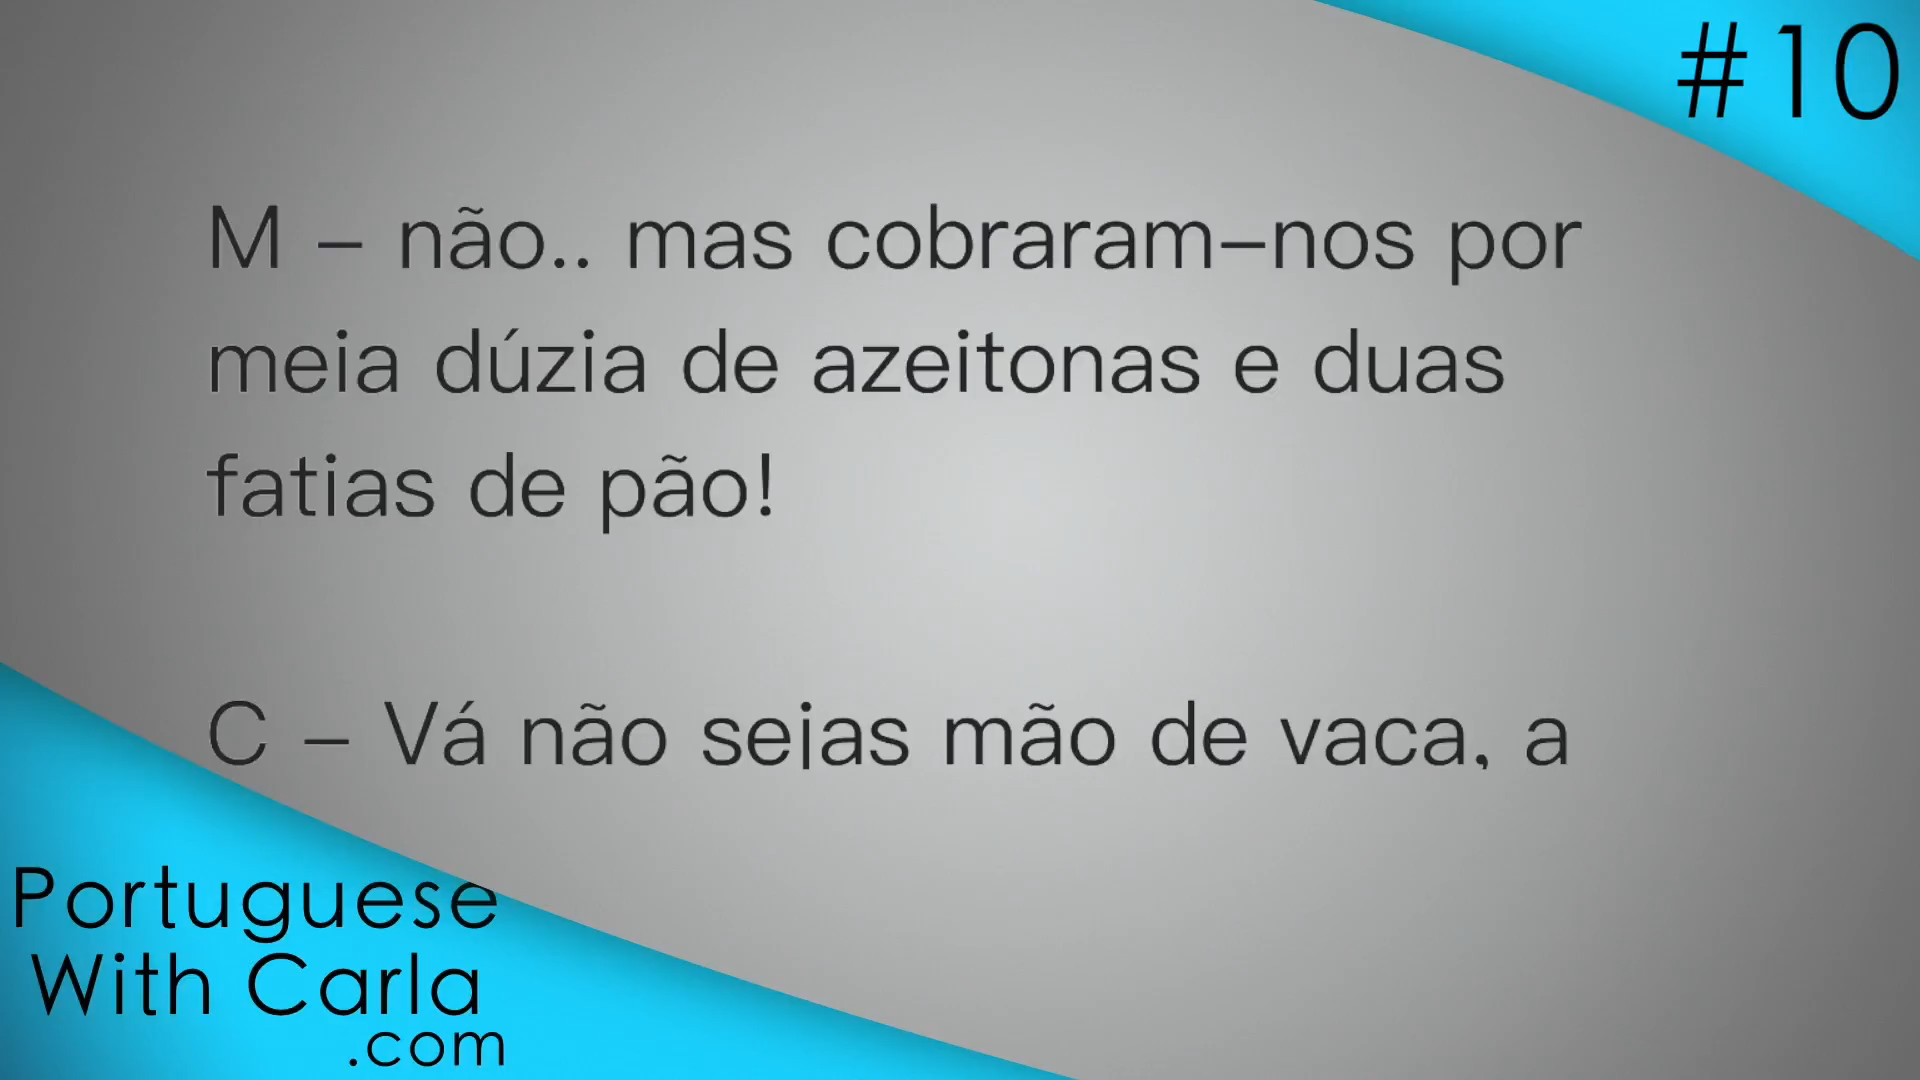 #10
M – não.. mas cobraram–nos por
meia dúzia de azeitonas e duas
fatias de pão!
C – Vá não sejas mão de vaca, a
Portuguese
With Carla
.com